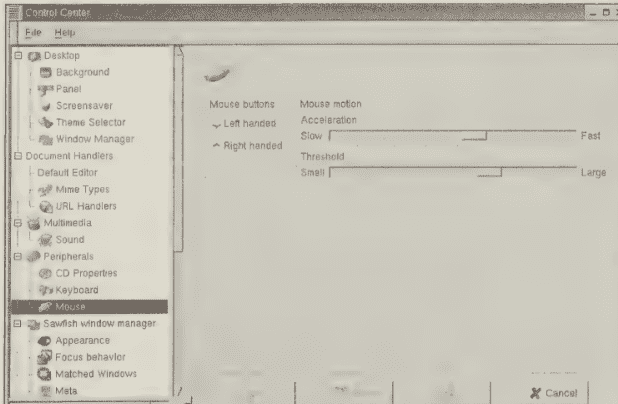 Control Center
File Help
Desktop
Background
Panel
Screensaver
Theme Selector
Window Manager
Document Handlers
Default Editor
Mime Types
URL Handlers
Multimedia
Sound
Peripherals
CD Properties
Keyboard
Mouse
Sawfish window manager
Appearance
Focus behavior
Matched Windows
Meta
Mouse buttons
Left handed
Right handed
Mouse motion
Acceleration
Slow Fast
Threshold
Small Large
Cancel